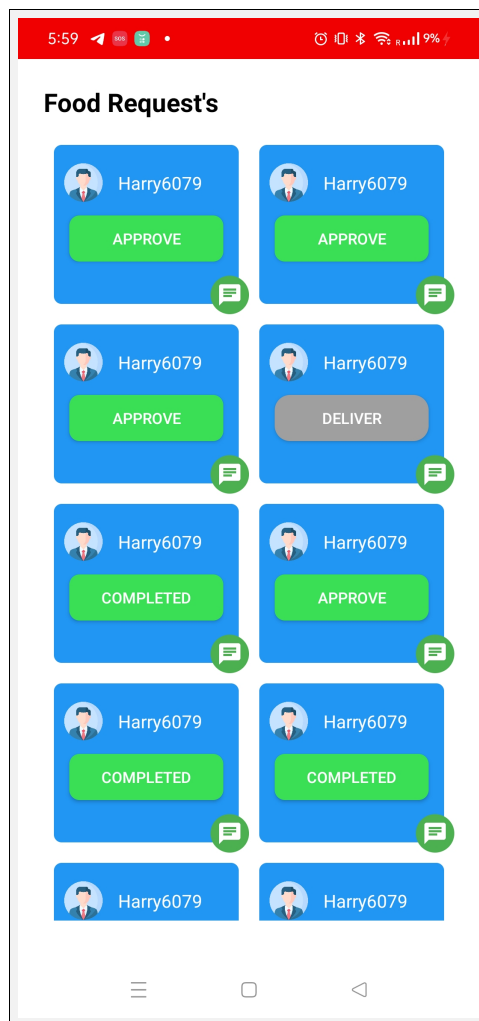 5:59 SOS R 9%
Food Request's
Harry6079 Harry6079
APPROVE APPROVE
Harry6079 Harry6079
APPROVE DELIVER
Harry6079 Harry6079
COMPLETED APPROVE
Harry6079 Harry6079
COMPLETED COMPLETED
Harry6079 Harry6079